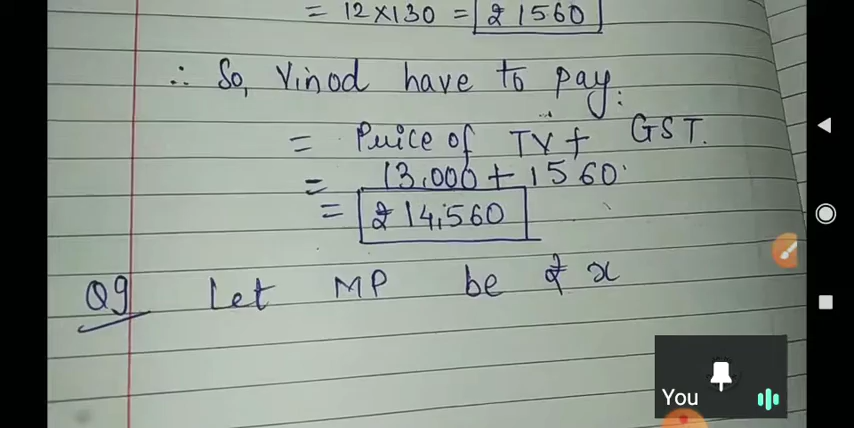 = 12×130 = ₹ 1560
∴ So, Vinod have to pay.
= Price of TV + GST.
= 13,000 + 1560
= ₹ 14,560
Q9 Let MP be ₹ x
You